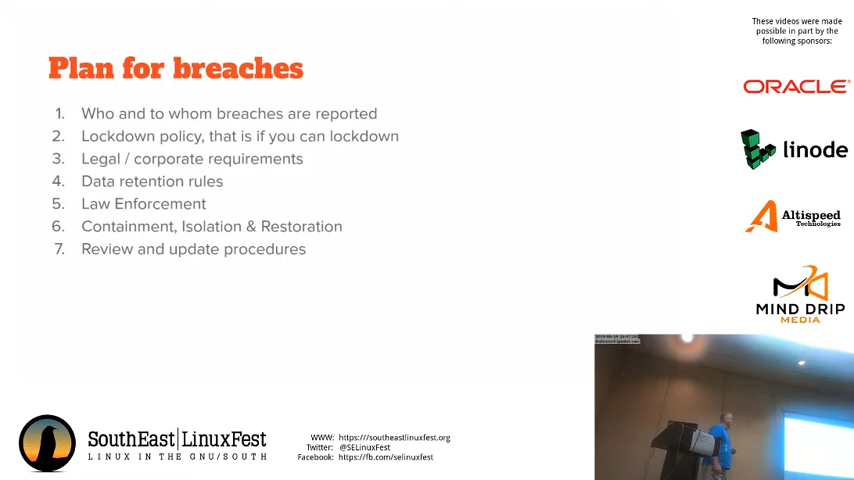 Plan for breaches
1. Who and to whom breaches are reported
2. Lockdown policy, that is if you can lockdown
3. Legal / corporate requirements
4. Data retention rules
5. Law Enforcement
6. Containment, Isolation & Restoration
7. Review and update procedures
These videos were made
possible in part by the
following sponsors:
ORACLE®
linode
Altispeed
Technologies
MIND DRIP
MEDIA
SouthEast|LinuxFest
LINUX IN THE GNU/SOUTH
WWW: https:///southeastlinuxfest.org
Twitter: @SELinuxFest
Facebook: https://fb.com/selinuxfest